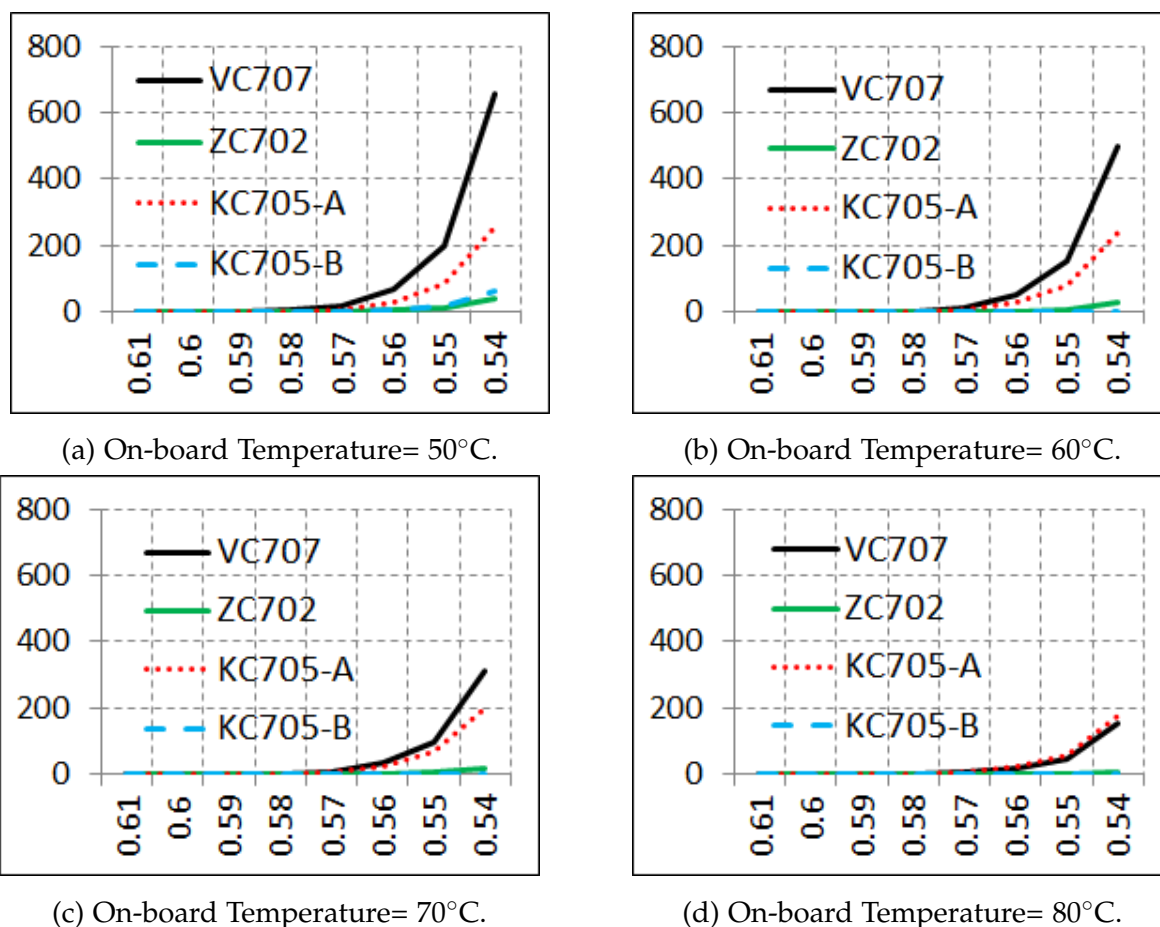 800
600
400
200
0
VC707
ZC702
KC705-A
KC705-B
0.61
0.6
0.59
0.58
0.57
0.56
0.55
0.54
(a) On-board Temperature= 50°C.
800
600
400
200
0
VC707
ZC702
KC705-A
KC705-B
0.61
0.6
0.59
0.58
0.57
0.56
0.55
0.54
(b) On-board Temperature= 60°C.
800
600
400
200
0
VC707
ZC702
KC705-A
KC705-B
0.61
0.6
0.59
0.58
0.57
0.56
0.55
0.54
(c) On-board Temperature= 70°C.
800
600
400
200
0
VC707
ZC702
KC705-A
KC705-B
0.61
0.6
0.59
0.58
0.57
0.56
0.55
0.54
(d) On-board Temperature= 80°C.